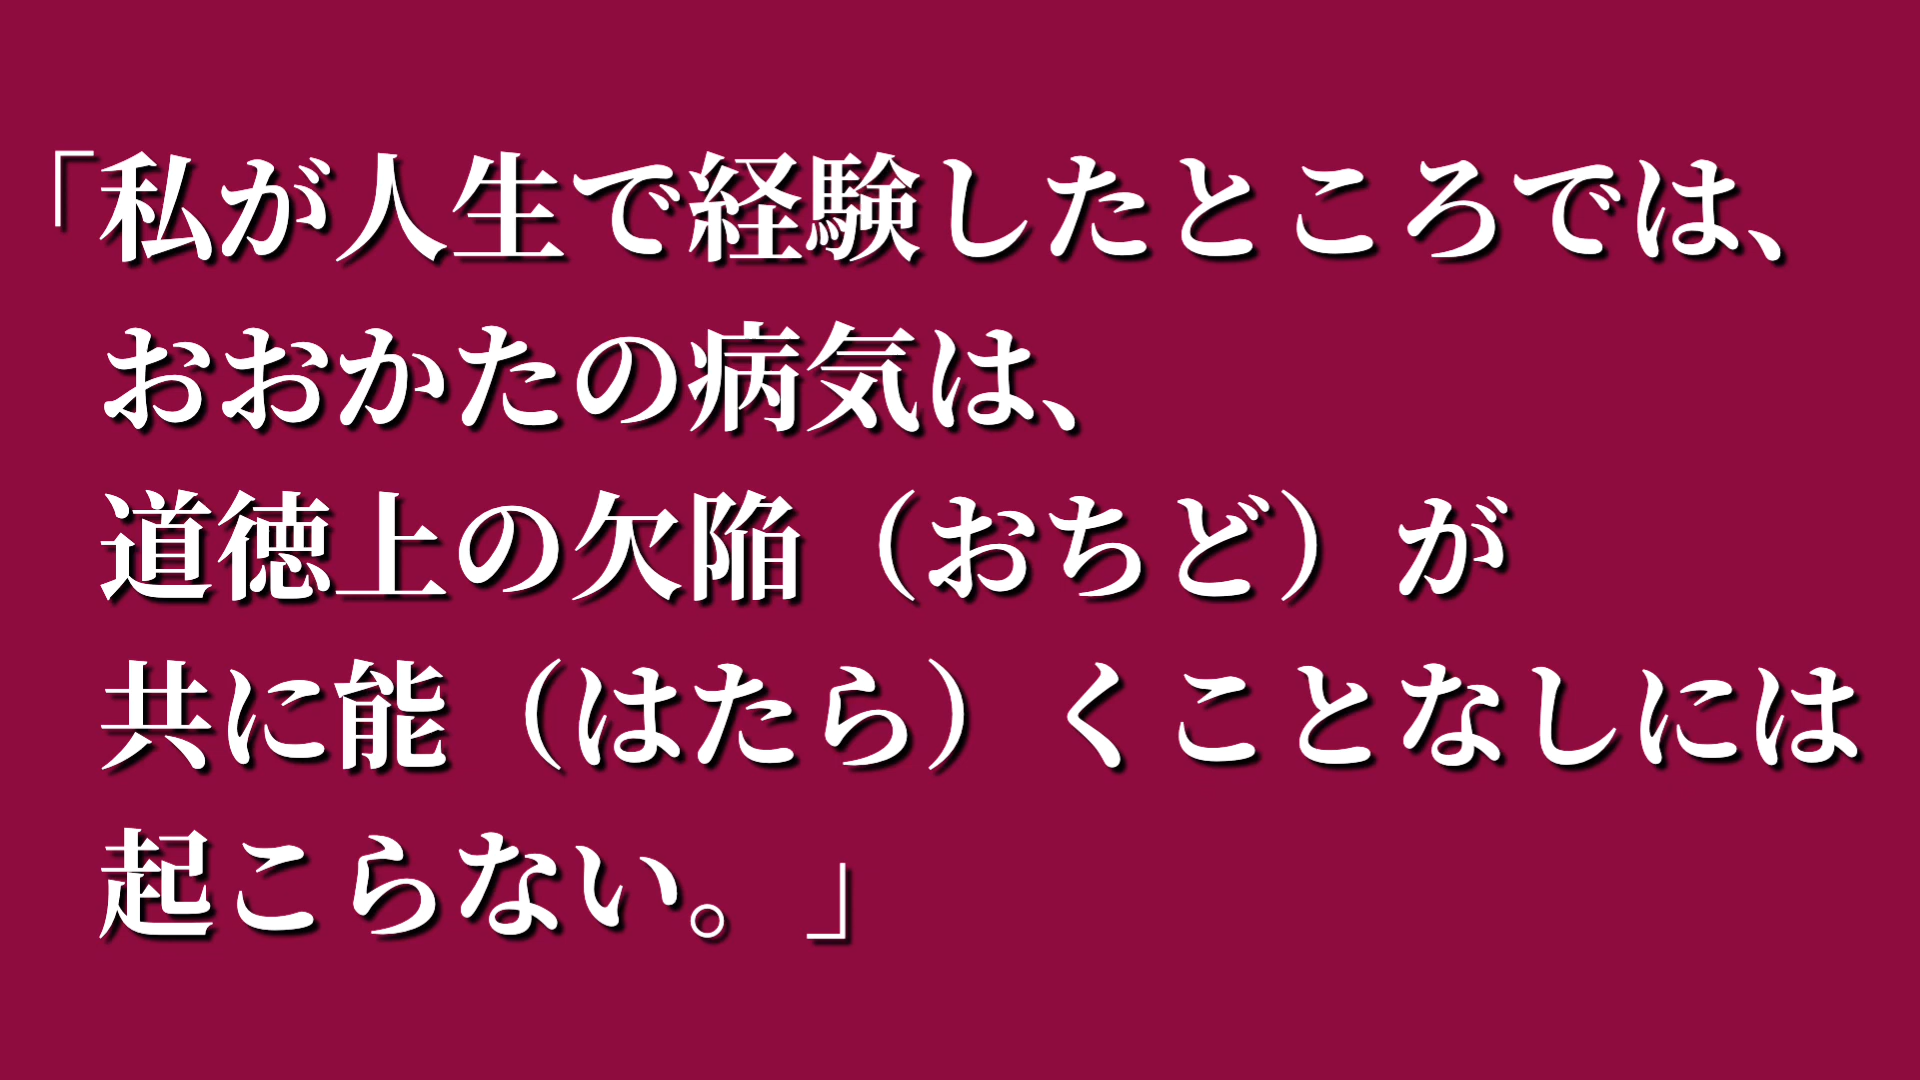 「私が人生で経験したところでは、
おおかたの病気は、
道徳上の欠陥（おちど）が
共に能（はたら）くことなしには
起こらない。」